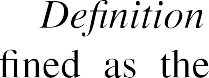 Definition
fined as the